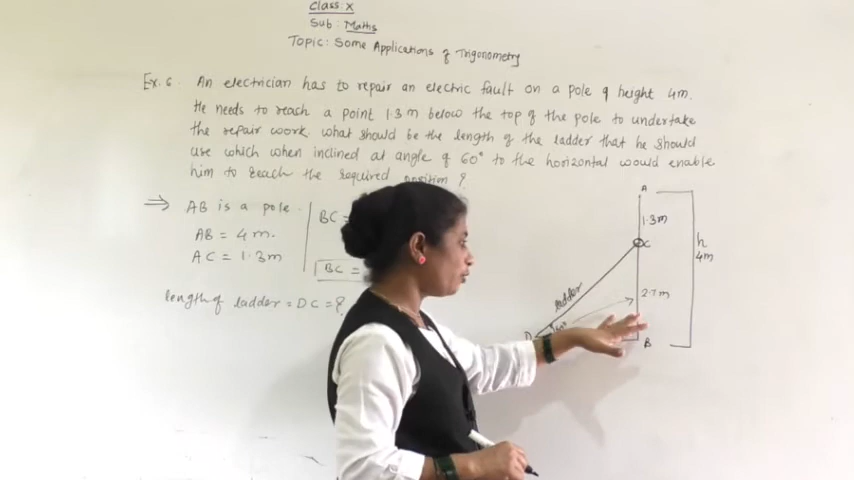 Class X
Sub: Maths
Topic: Some Applications of Trigonometry
Ex. 6. An electrician has to repair an electric fault on a pole of height 4m.
He needs to reach a point 1.3 m below the top of the pole to undertake
the repair work. what should be the length of the ladder that he should
use which when inclined at angle of 60° to the horizontal would enable
him to reach the required position ?
⇒ AB is a pole.
AB = 4 m.
AC = 1.3m
length of ladder = DC = ?
BC =
BC =
A
1.3m
C
h
4m
ladder
2.7m
60°
D
B